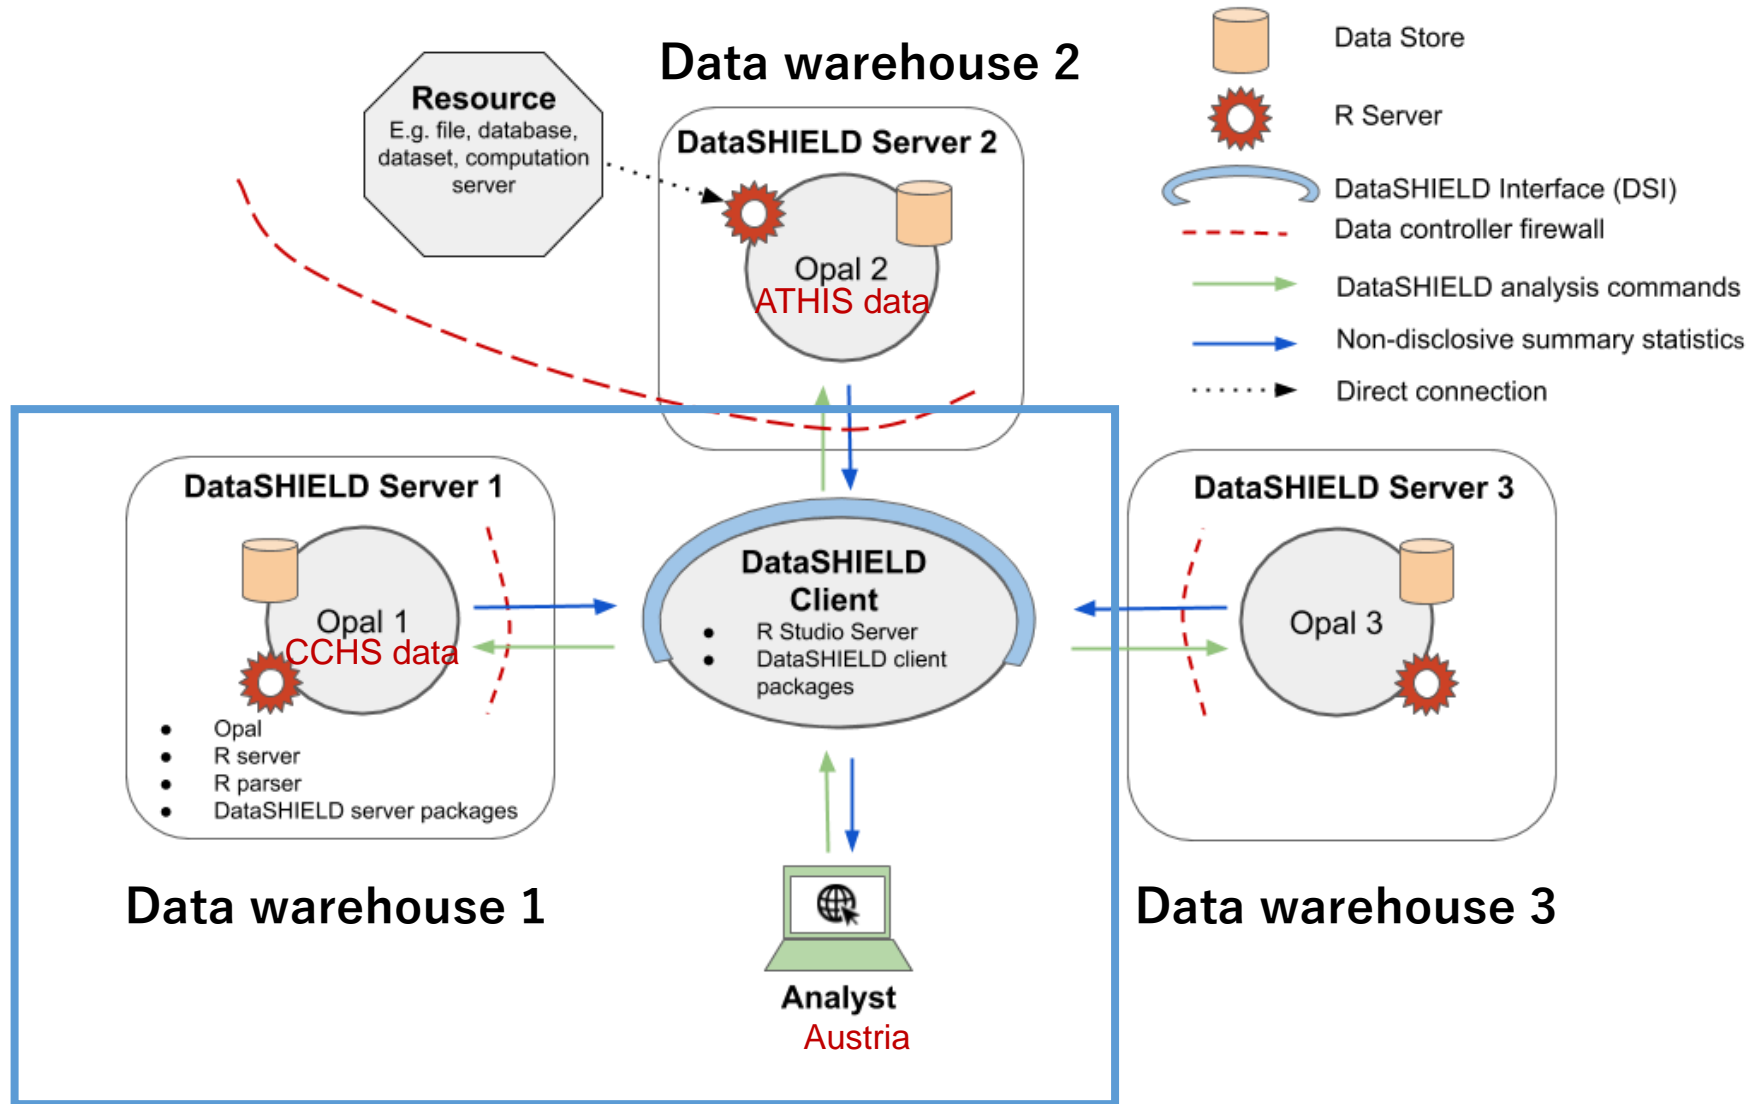 Data warehouse 2
Resource
E.g. file, database,
dataset, computation
server
DataSHIELD Server 2
Opal 2
ATHIS data
Data Store
R Server
DataSHIELD Interface (DSI)
Data controller firewall
DataSHIELD analysis commands
Non-disclosive summary statistics
Direct connection
DataSHIELD Server 1
Opal 1
CCHS data
● Opal
● R server
● R parser
● DataSHIELD server packages
Data warehouse 1
DataSHIELD
Client
● R Studio Server
● DataSHIELD client
packages
Analyst
Austria
DataSHIELD Server 3
Opal 3
Data warehouse 3